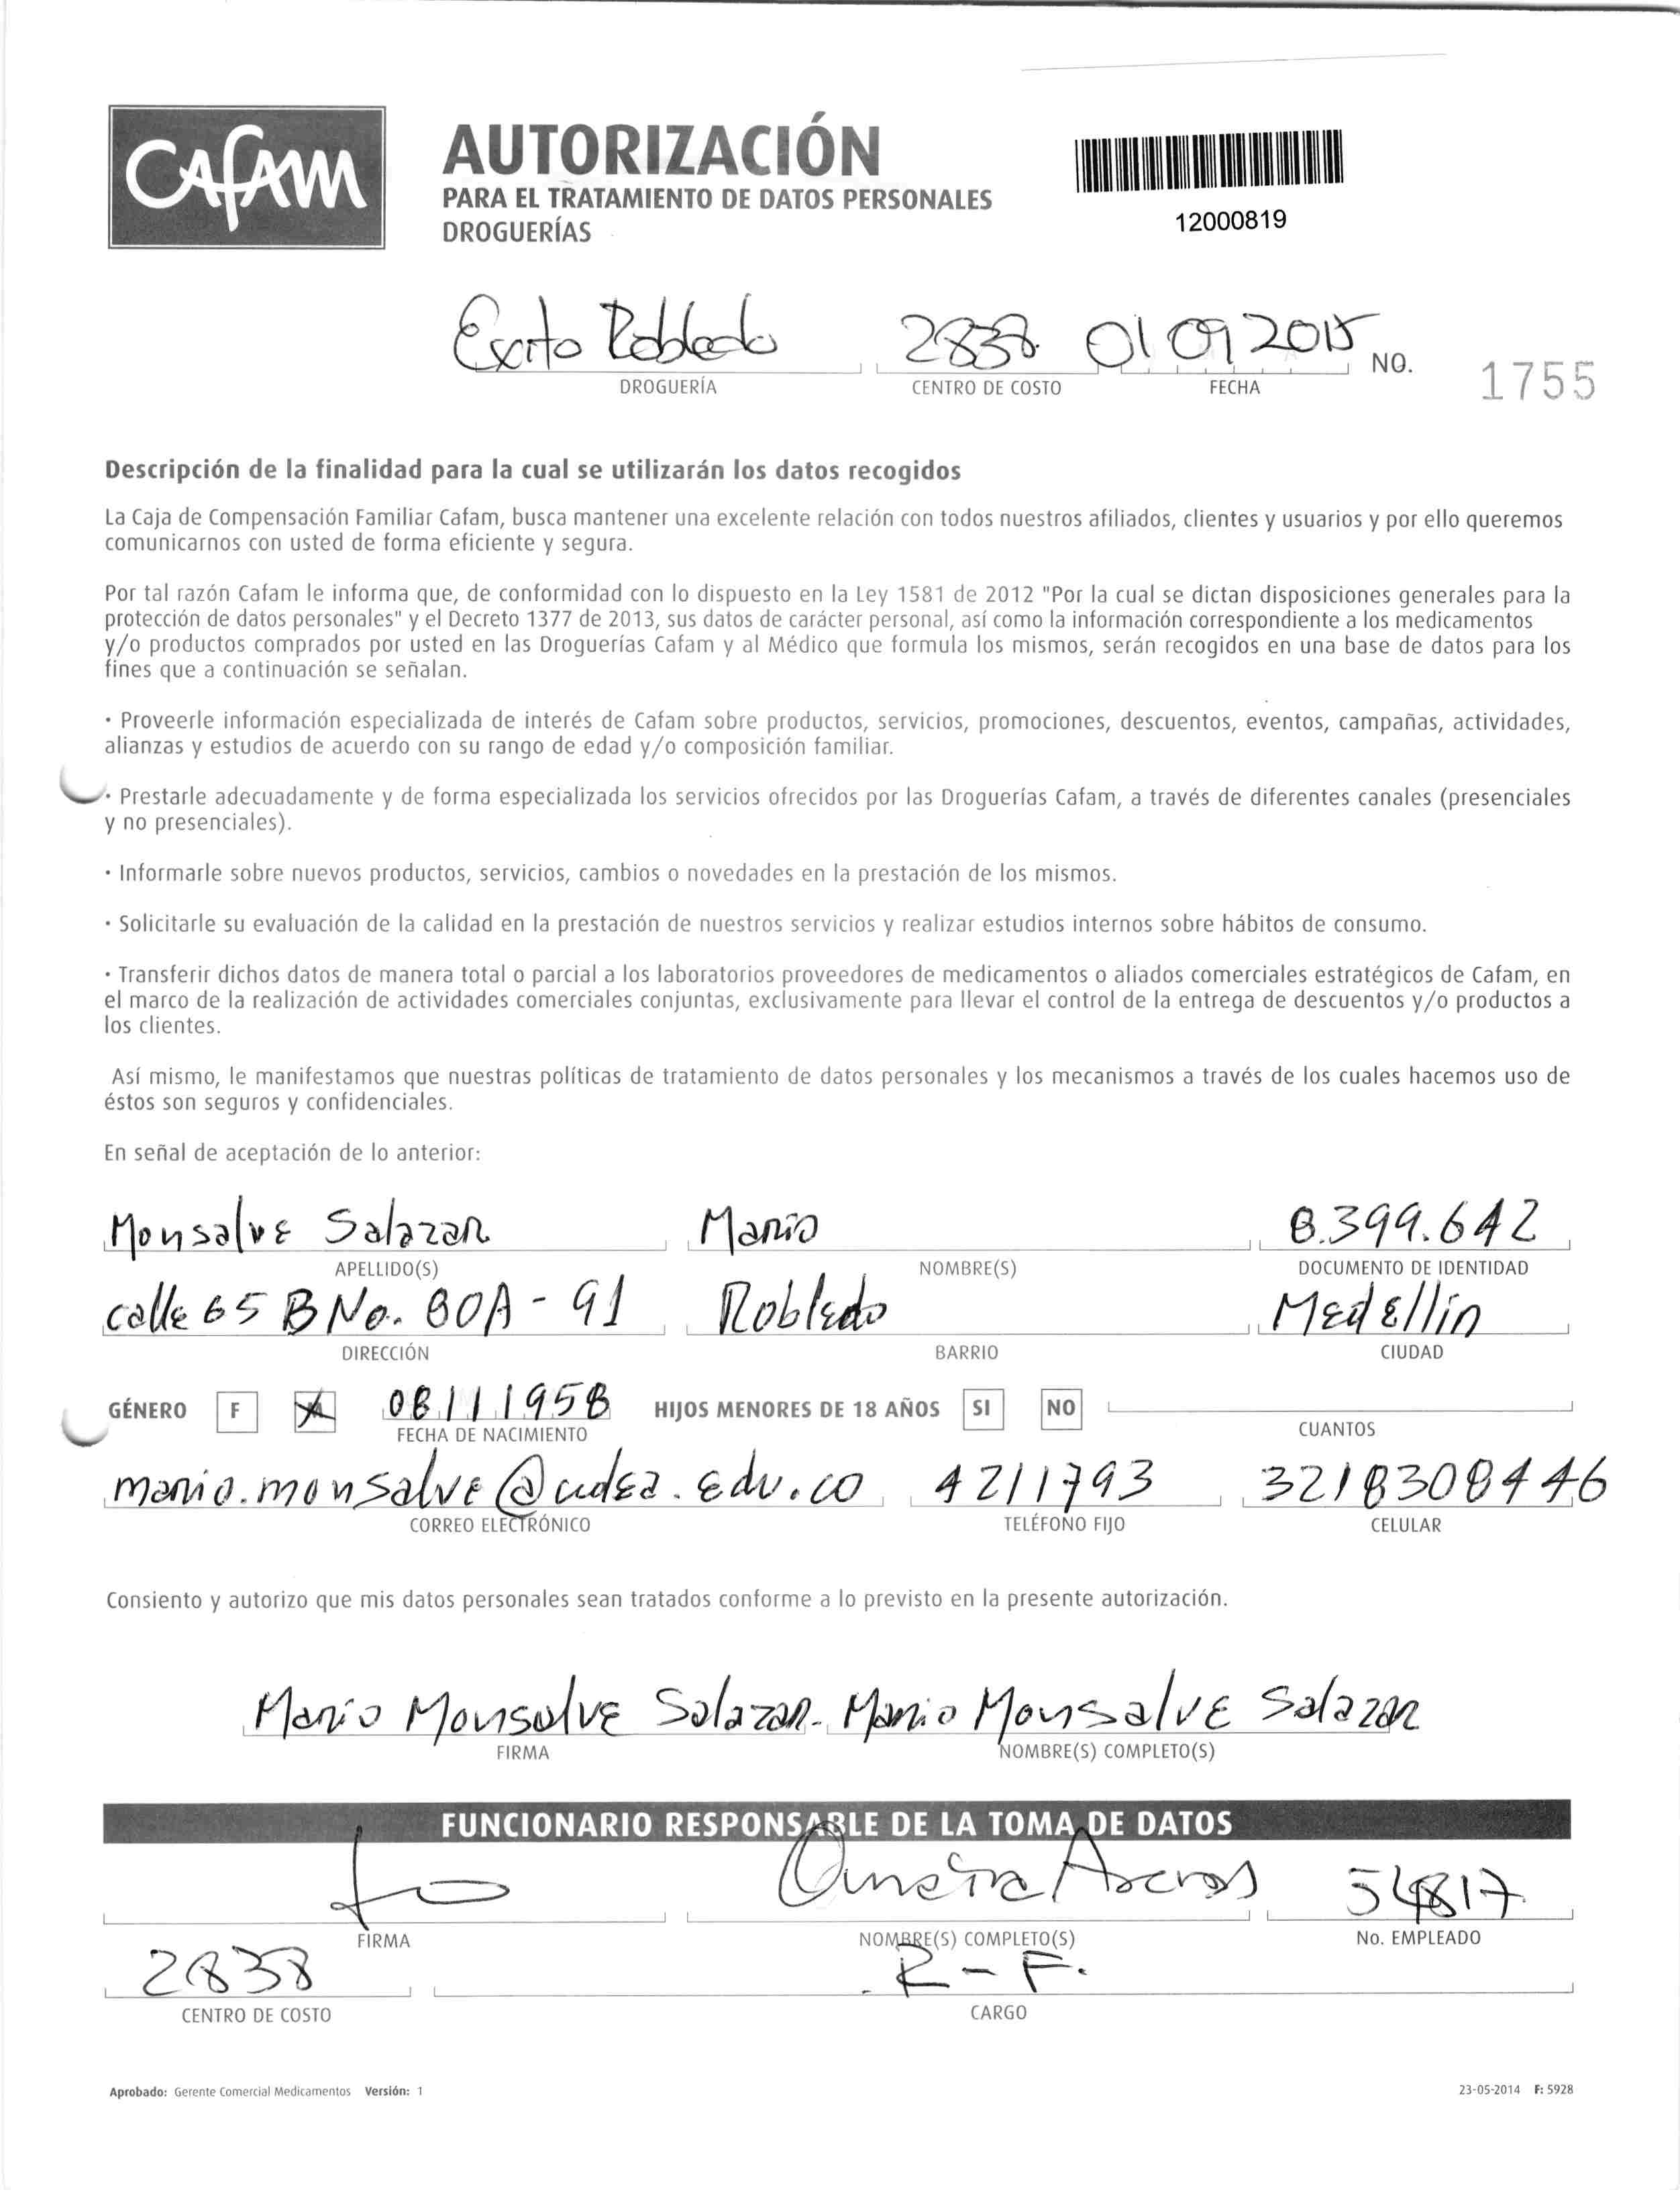 CAFAM
AUTORIZACIÓN
PARA EL TRATAMIENTO DE DATOS PERSONALES
DROGUERÍAS
12000819
Exito Robledo 2838 01 09 2015 NO. 1755
DROGUERÍA CENTRO DE COSTO FECHA
Descripción de la finalidad para la cual se utilizarán los datos recogidos
La Caja de Compensación Familiar Cafam, busca mantener una excelente relación con todos nuestros afiliados, clientes y usuarios y por ello queremos
comunicarnos con usted de forma eficiente y segura.
Por tal razón Cafam le informa que, de conformidad con lo dispuesto en la Ley 1581 de 2012 "Por la cual se dictan disposiciones generales para la
protección de datos personales" y el Decreto 1377 de 2013, sus datos de carácter personal, así como la información correspondiente a los medicamentos
y/o productos comprados por usted en las Droguerías Cafam y al Médico que formula los mismos, serán recogidos en una base de datos para los
fines que a continuación se señalan.
· Proveerle información especializada de interés de Cafam sobre productos, servicios, promociones, descuentos, eventos, campañas, actividades,
alianzas y estudios de acuerdo con su rango de edad y/o composición familiar.
· Prestarle adecuadamente y de forma especializada los servicios ofrecidos por las Droguerías Cafam, a través de diferentes canales (presenciales
y no presenciales).
· Informarle sobre nuevos productos, servicios, cambios o novedades en la prestación de los mismos.
· Solicitarle su evaluación de la calidad en la prestación de nuestros servicios y realizar estudios internos sobre hábitos de consumo.
· Transferir dichos datos de manera total o parcial a los laboratorios proveedores de medicamentos o aliados comerciales estratégicos de Cafam, en
el marco de la realización de actividades comerciales conjuntas, exclusivamente para llevar el control de la entrega de descuentos y/o productos a
los clientes.
Así mismo, le manifestamos que nuestras políticas de tratamiento de datos personales y los mecanismos a través de los cuales hacemos uso de
éstos son seguros y confidenciales.
En señal de aceptación de lo anterior:
Monsalve Salazar Mario 8.399.642
APELLIDO(S) NOMBRE(S) DOCUMENTO DE IDENTIDAD
calle 65 B No. 80A - 91 Robledo Medellin
DIRECCIÓN BARRIO CIUDAD
GÉNERO F 08111958 HIJOS MENORES DE 18 AÑOS SI NO
FECHA DE NACIMIENTO CUANTOS
mario.monsalve@udea.edu.co 4211793 3218308446
CORREO ELECTRÓNICO TELÉFONO FIJO CELULAR
Consiento y autorizo que mis datos personales sean tratados conforme a lo previsto en la presente autorización.
Mario Monsalve Salazar. Mario Monsalve Salazar
FIRMA NOMBRE(S) COMPLETO(S)
FUNCIONARIO RESPONSABLE DE LA TOMA DE DATOS
54817
FIRMA NOMBRE(S) COMPLETO(S) No. EMPLEADO
2838 R-F.
CENTRO DE COSTO CARGO
Aprobado: Gerente Comercial Medicamentos Versión: 1 23-05-2014 F: 5928